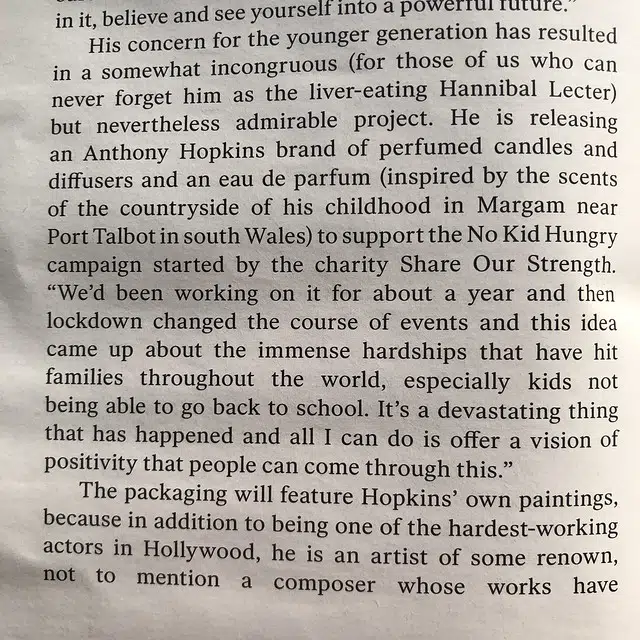 in it, believe and see yourself into a powerful future.”
His concern for the younger generation has resulted
in a somewhat incongruous (for those of us who can
never forget him as the liver-eating Hannibal Lecter)
but nevertheless admirable project. He is releasing
an Anthony Hopkins brand of perfumed candles and
diffusers and an eau de parfum (inspired by the scents
of the countryside of his childhood in Margam near
Port Talbot in south Wales) to support the No Kid Hungry
campaign started by the charity Share Our Strength.
“We’d been working on it for about a year and then
lockdown changed the course of events and this idea
came up about the immense hardships that have hit
families throughout the world, especially kids not
being able to go back to school. It’s a devastating thing
that has happened and all I can do is offer a vision of
positivity that people can come through this.”
The packaging will feature Hopkins’ own paintings,
because in addition to being one of the hardest-working
actors in Hollywood, he is an artist of some renown,
not to mention a composer whose works have